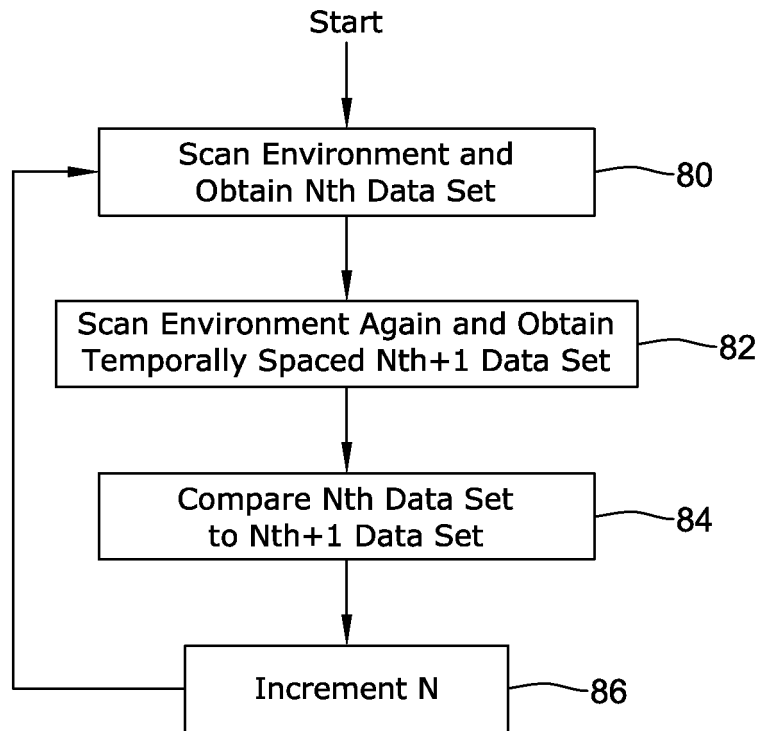 Start
Scan Environment and
Obtain Nth Data Set
80
Scan Environment Again and Obtain
Temporally Spaced Nth+1 Data Set
82
Compare Nth Data Set
to Nth+1 Data Set
84
Increment N
86